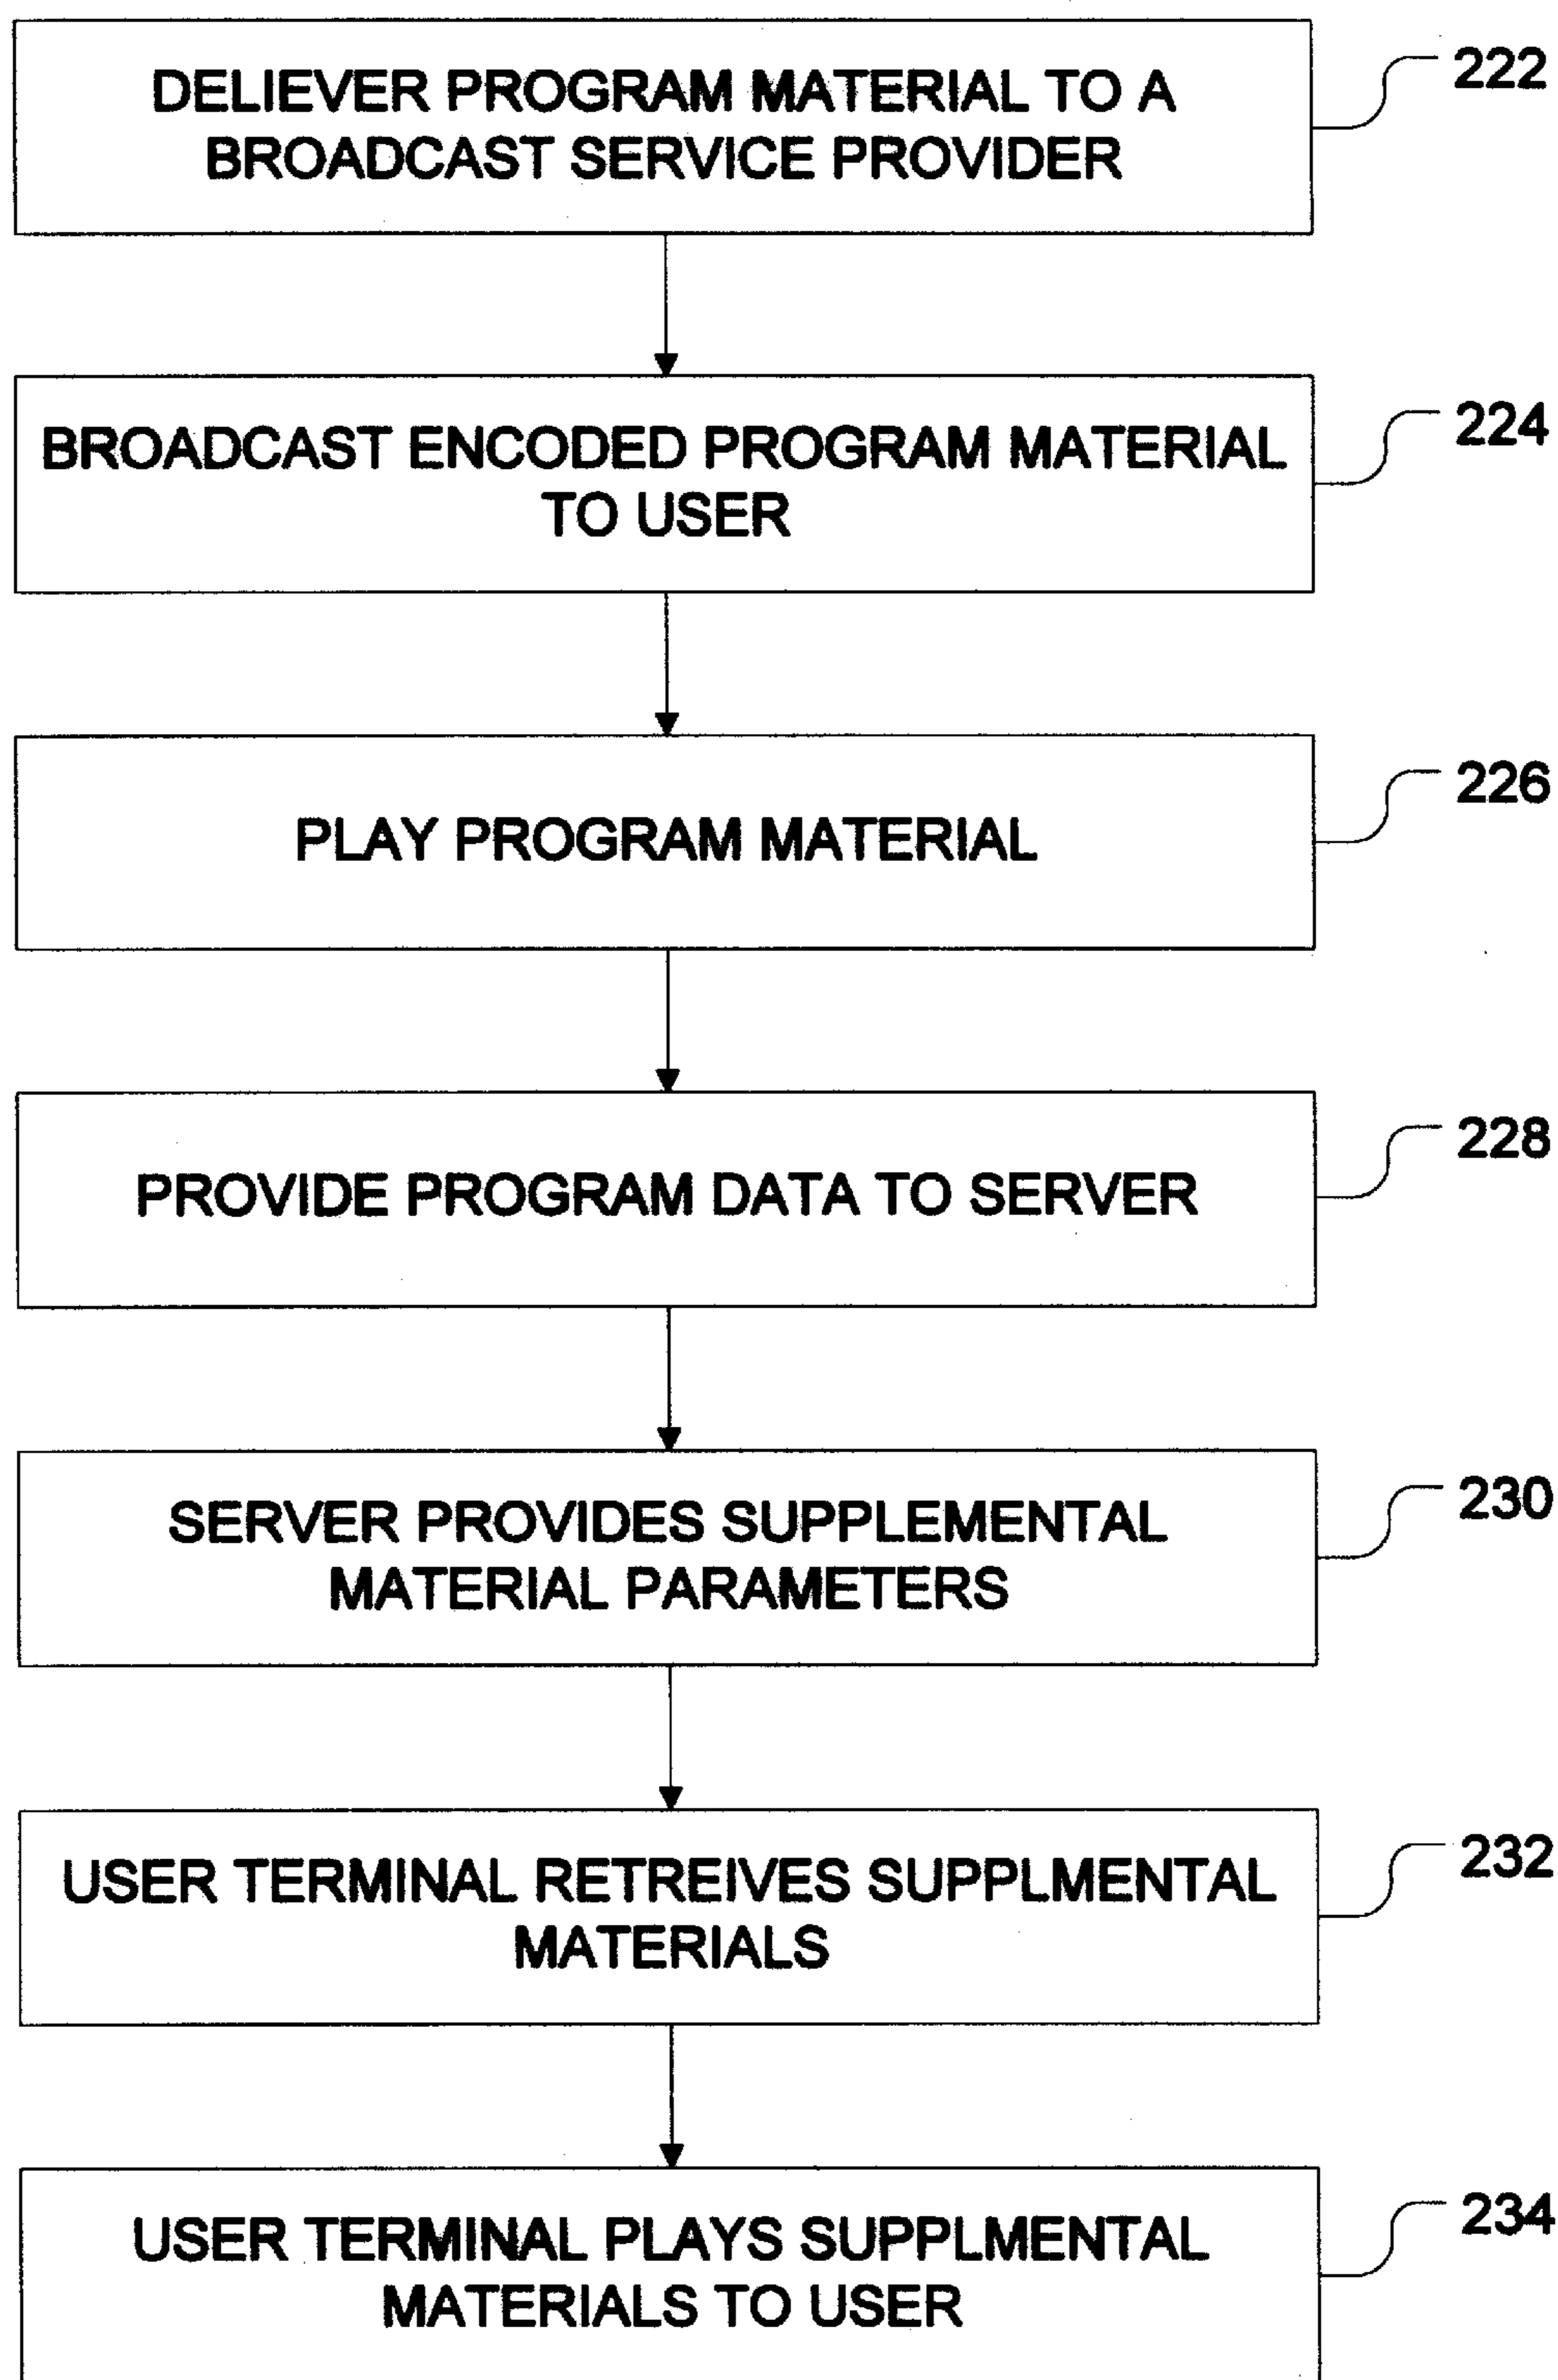 DELIEVER PROGRAM MATERIAL TO A
BROADCAST SERVICE PROVIDER
222
BROADCAST ENCODED PROGRAM MATERIAL
TO USER
224
PLAY PROGRAM MATERIAL
226
PROVIDE PROGRAM DATA TO SERVER
228
SERVER PROVIDES SUPPLEMENTAL
MATERIAL PARAMETERS
230
USER TERMINAL RETREIVES SUPPLMENTAL
MATERIALS
232
USER TERMINAL PLAYS SUPPLMENTAL
MATERIALS TO USER
234